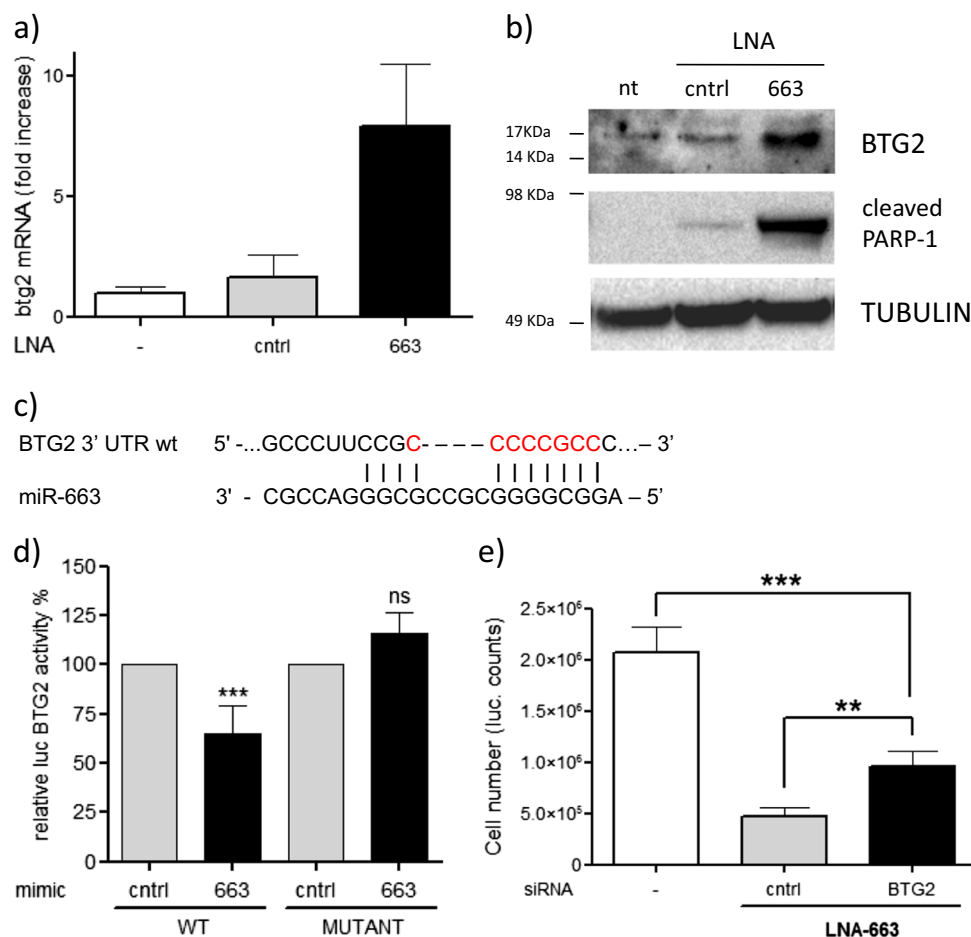 a)
btg2 mRNA (fold increase)
10
5
0
LNA
-
cntrl
663
b)
LNA
nt
cntrl
663
17KDa
14 KDa
BTG2
98 KDa
cleaved
PARP-1
49 KDa
TUBULIN
c)
BTG2 3' UTR wt 5' -...GCCCUUCCGC- – – – CCCCGCCC...– 3'
miR-663 3' - CGCCAGGGCGCCGCGGGGCGGA – 5'
d)
relative luc BTG2 activity %
150
125
100
75
50
25
0
***
ns
mimic
cntrl
663
cntrl
663
WT
MUTANT
e)
Cell number (luc. counts)
2.5×10⁶
2.0×10⁶
1.5×10⁶
1.0×10⁶
5.0×10⁵
0
***
**
siRNA
-
cntrl
BTG2
LNA-663